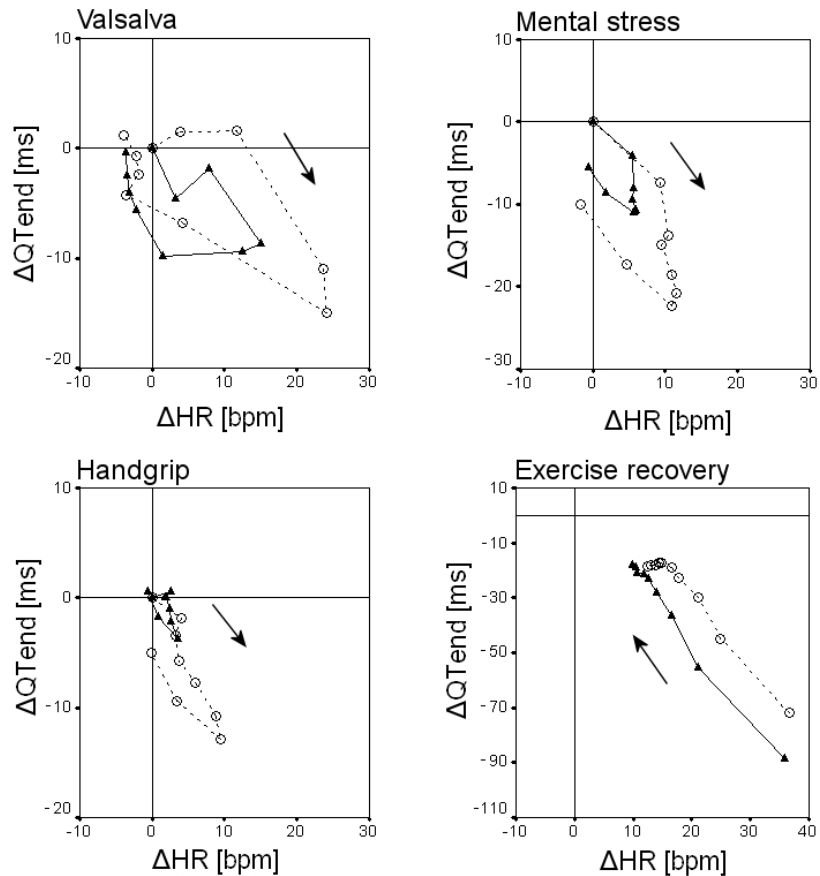 Valsalva
10
0
-10
-20
-10 0 10 20 30
ΔQTend [ms]
ΔHR [bpm]
Mental stress
10
0
-10
-20
-30
-10 0 10 20 30
ΔQTend [ms]
ΔHR [bpm]
Handgrip
10
0
-10
-20
-10 0 10 20 30
ΔQTend [ms]
ΔHR [bpm]
Exercise recovery
10
-10
-30
-50
-70
-90
-110
-10 0 10 20 30 40
ΔQTend [ms]
ΔHR [bpm]